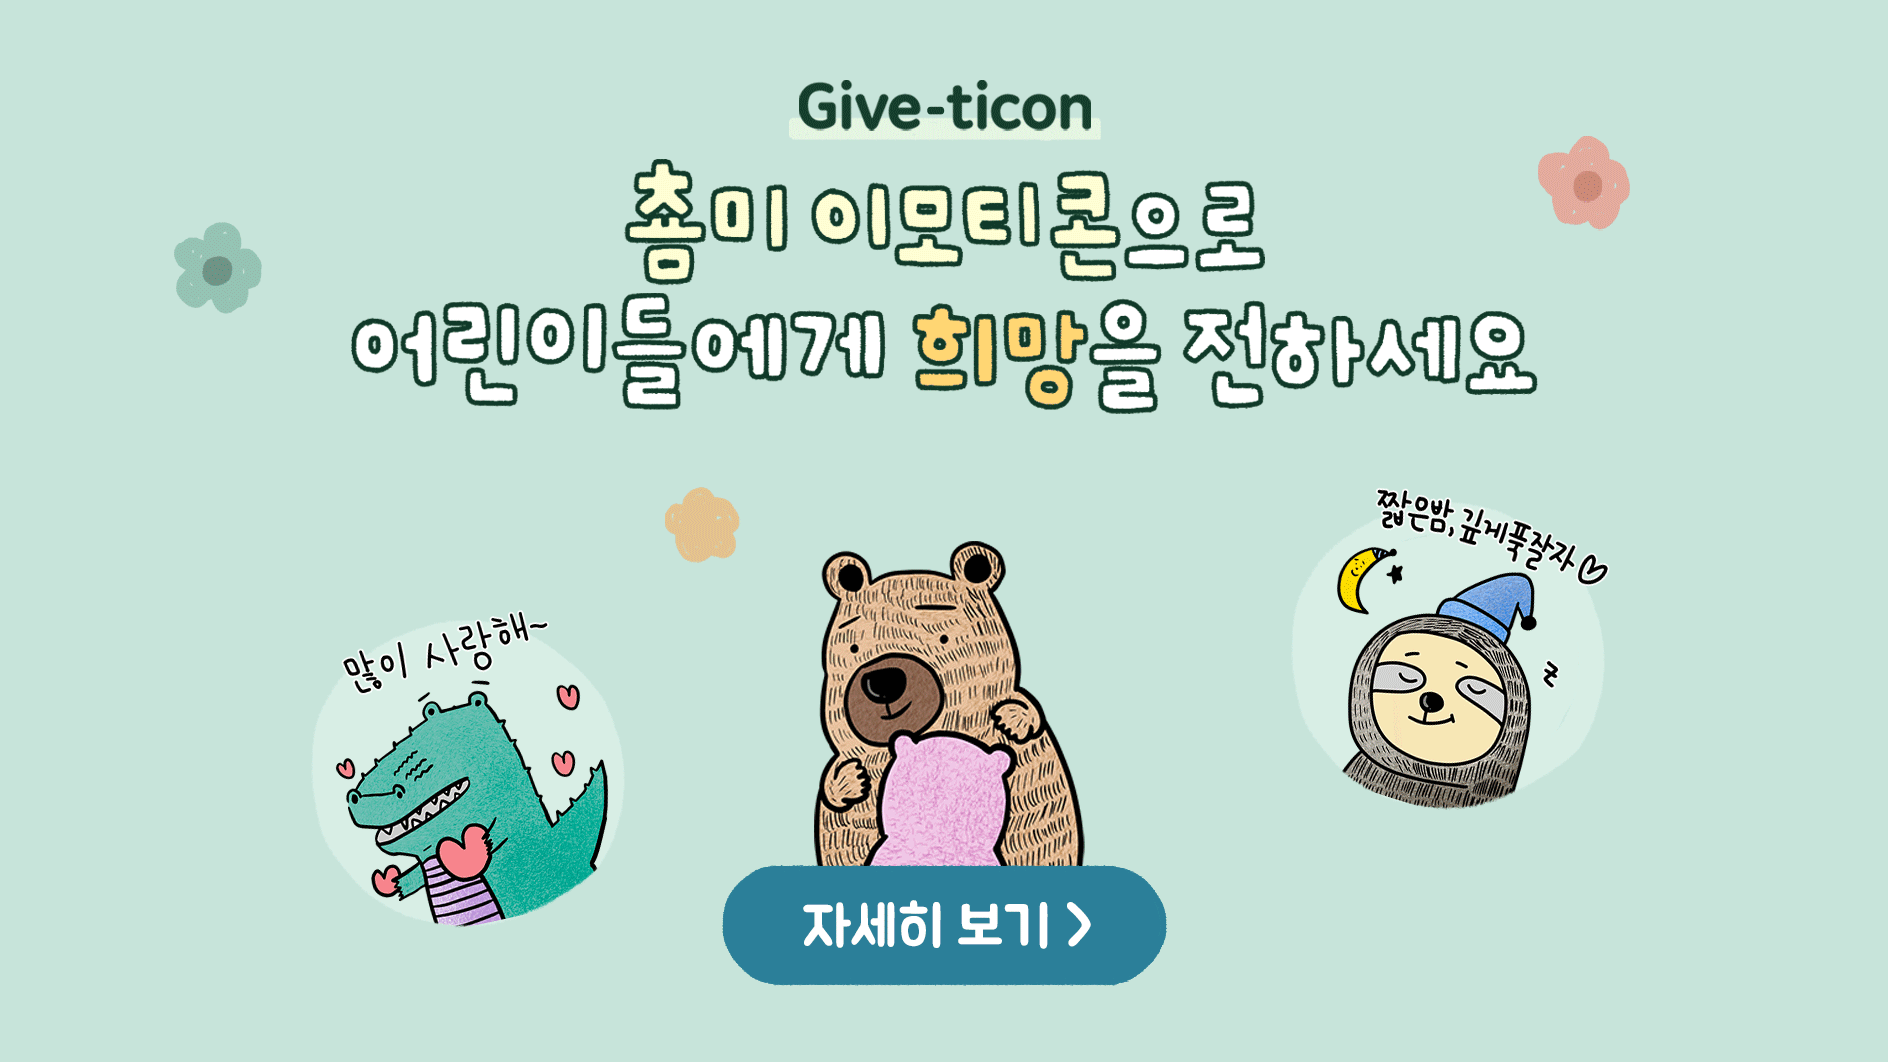 Give-ticon
춈미 이모티콘으로
어린이들에게 희망을 전하세요
짧은밤, 깊게푹잘자♡
많이 사랑해~
z
자세히 보기 >